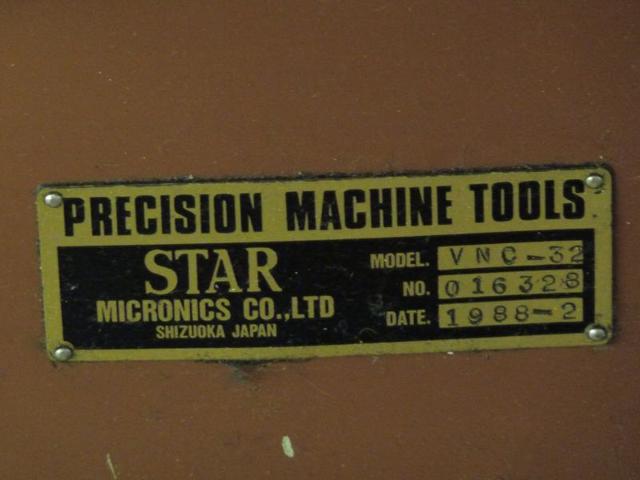 PRECISION MACHINE TOOLS
STAR
MICRONICS CO.,LTD
SHIZUOKA JAPAN
MODEL. VNC-32
NO. 016328
DATE. 1988-2